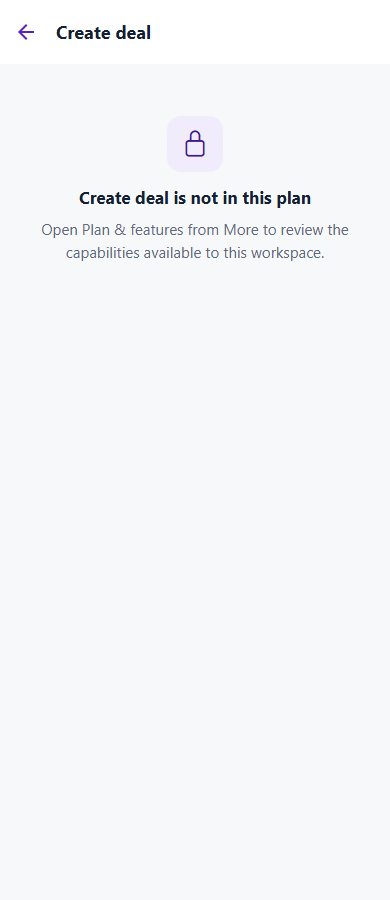 Create deal
Create deal is not in this plan
Open Plan & features from More to review the
capabilities available to this workspace.